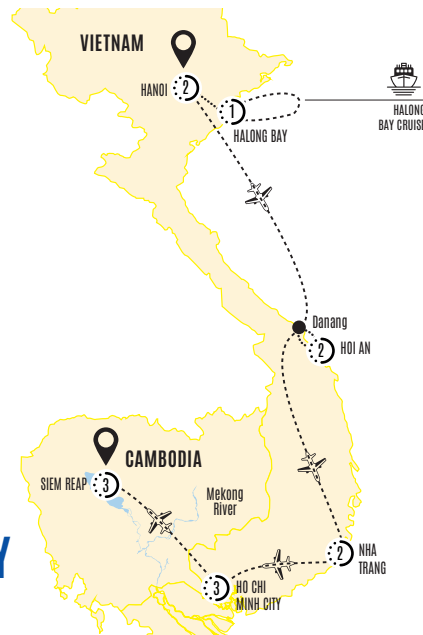 VIETNAM
HANOI
2
1
HALONG BAY
HALONG
BAY CRUISE
Danang
2
HOI AN
CAMBODIA
SIEM REAP
3
Mekong
River
2
NHA
TRANG
3
HO CHI
MINH CITY
Y